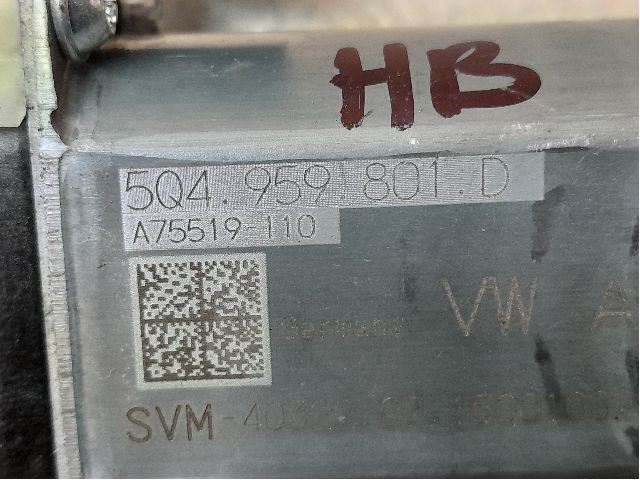 HB
5Q4.959 801.D
A75519-110
Germany
VW A
SVM-